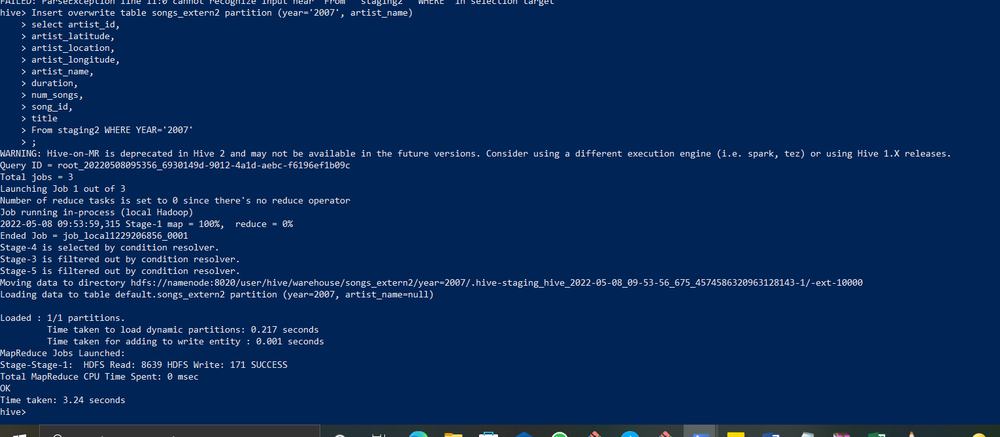 FAILED: ParseException line 11:0 cannot recognize input near 'From' 'staging2' 'WHERE' in selection target
hive> Insert overwrite table songs_extern2 partition (year='2007', artist_name)
    > select artist_id,
    > artist_latitude,
    > artist_location,
    > artist_longitude,
    > artist_name,
    > duration,
    > num_songs,
    > song_id,
    > title
    > From staging2 WHERE YEAR='2007'
    > ;
WARNING: Hive-on-MR is deprecated in Hive 2 and may not be available in the future versions. Consider using a different execution engine (i.e. spark, tez) or using Hive 1.X releases.
Query ID = root_20220508095356_6930149d-9012-4a1d-aebc-f6196ef1b09c
Total jobs = 3
Launching Job 1 out of 3
Number of reduce tasks is set to 0 since there's no reduce operator
Job running in-process (local Hadoop)
2022-05-08 09:53:59,315 Stage-1 map = 100%,  reduce = 0%
Ended Job = job_local1229206856_0001
Stage-4 is selected by condition resolver.
Stage-3 is filtered out by condition resolver.
Stage-5 is filtered out by condition resolver.
Moving data to directory hdfs://namenode:8020/user/hive/warehouse/songs_extern2/year=2007/.hive-staging_hive_2022-05-08_09-53-56_675_4574586320963128143-1/-ext-10000
Loading data to table default.songs_extern2 partition (year=2007, artist_name=null)

Loaded : 1/1 partitions.
         Time taken to load dynamic partitions: 0.217 seconds
         Time taken for adding to write entity : 0.001 seconds
MapReduce Jobs Launched:
Stage-Stage-1:  HDFS Read: 8639 HDFS Write: 171 SUCCESS
Total MapReduce CPU Time Spent: 0 msec
OK
Time taken: 3.24 seconds
hive>